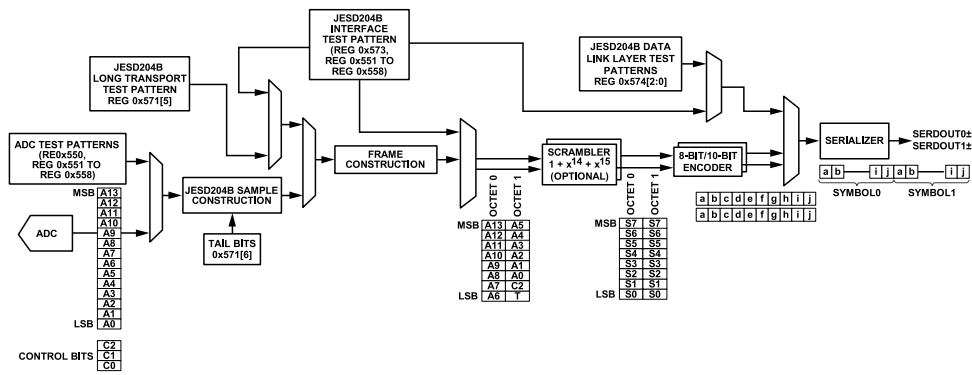 JESD204B
INTERFACE
TEST PATTERN
(REG 0x573,
REG 0x551 TO
REG 0x558)
JESD204B
LONG TRANSPORT
TEST PATTERN
REG 0x571[5]
JESD204B DATA
LINK LAYER TEST
PATTERNS
REG 0x574[2:0]
ADC TEST PATTERNS
(RE0x550,
REG 0x551 TO
REG 0x558)
ADC
MSB A13
A12
A11
A10
A9
A8
A7
A6
A5
A4
A3
A2
A1
LSB A0
CONTROL BITS
C2
C1
C0
JESD204B SAMPLE
CONSTRUCTION
TAIL BITS
0x571[6]
FRAME
CONSTRUCTION
OCTET 0
OCTET 1
MSB A13 A5
A12 A4
A11 A3
A10 A2
A9 A1
A8 A0
A7 C2
LSB A6 T
SCRAMBLER
1 + x14 + x15
(OPTIONAL)
OCTET 0
OCTET 1
MSB S7 S7
S6 S6
S5 S5
S4 S4
S3 S3
S2 S2
S1 S1
LSB S0 S0
8-BIT/10-BIT
ENCODER
a b c d e f g h i j
a b c d e f g h i j
SERIALIZER
SERDOUT0±
SERDOUT1±
a b i j a b i j
SYMBOL0 SYMBOL1